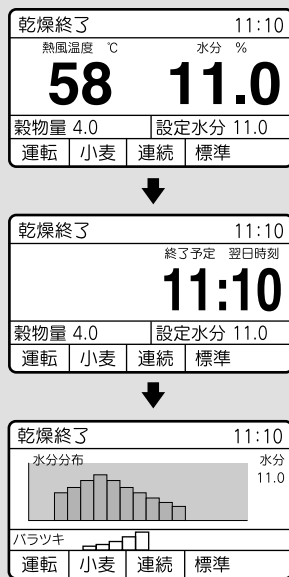 乾燥終了 11:10
熱風温度 ℃ 水分 %
58 11.0
穀物量 4.0 設定水分 11.0
運転 小麦 連続 標準
乾燥終了 11:10
終了予定 翌日時刻
11:10
穀物量 4.0 設定水分 11.0
運転 小麦 連続 標準
乾燥終了 11:10
水分分布 水分
11.0
バラツキ
運転 小麦 連続 標準